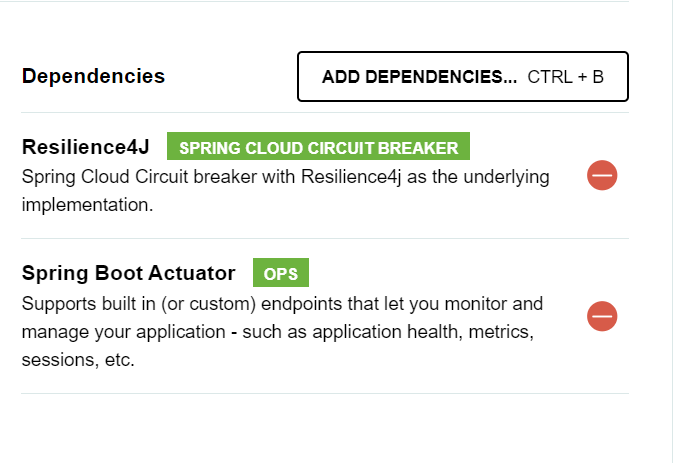 Dependencies
ADD DEPENDENCIES... CTRL + B
Resilience4J SPRING CLOUD CIRCUIT BREAKER
Spring Cloud Circuit breaker with Resilience4j as the underlying
implementation.
Spring Boot Actuator OPS
Supports built in (or custom) endpoints that let you monitor and
manage your application - such as application health, metrics,
sessions, etc.